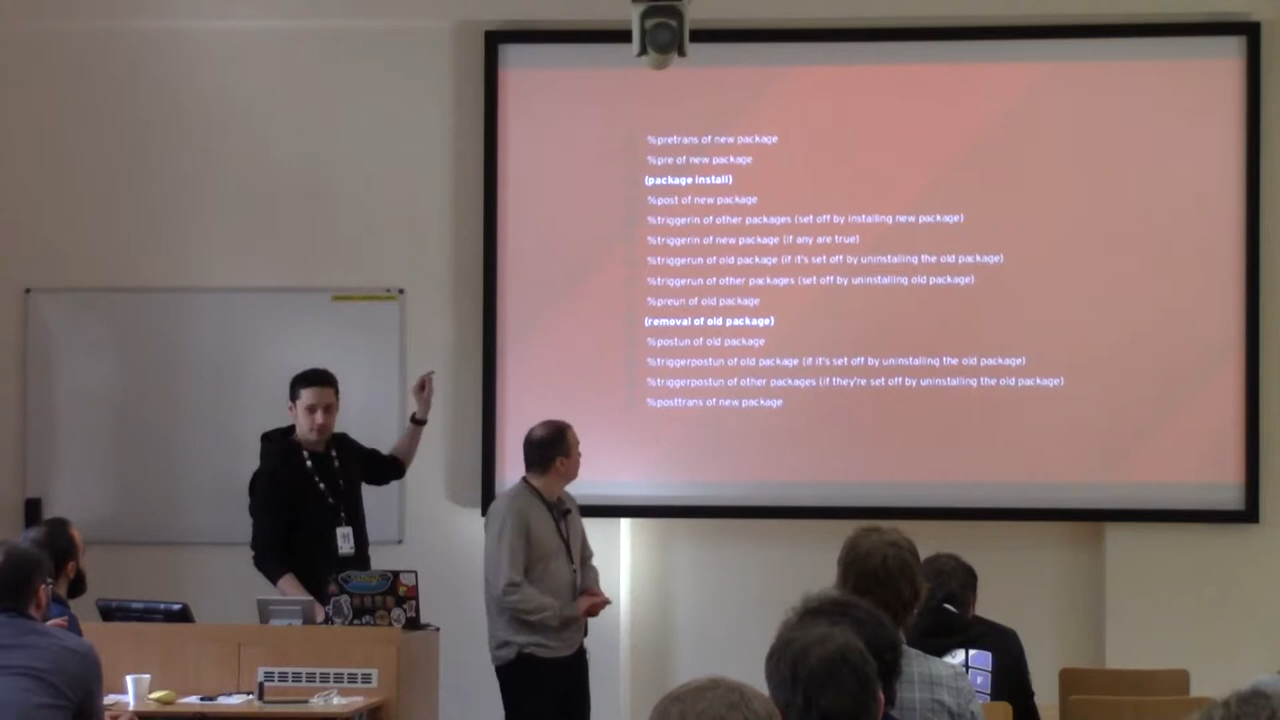 %pretrans of new package
%pre of new package
(package install)
%post of new package
%triggerin of other packages (set off by installing new package)
%triggerin of new package (if any are true)
%triggerun of old package (if it's set off by uninstalling the old package)
%triggerun of other packages (set off by uninstalling old package)
%preun of old package
(removal of old package)
%postun of old package
%triggerpostun of old package (if it's set off by uninstalling the old package)
%triggerpostun of other packages (if they're set off by uninstalling the old package)
%posttrans of new package